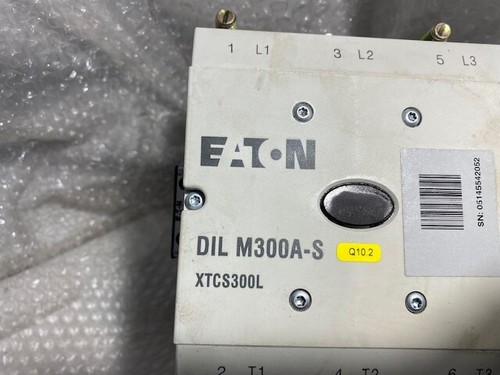 1 L1 3 L2 5 L3
EATON
SN: 05145542052
DIL M300A-S Q10.2
XTCS300L
2 T1 4 T2 6 T3